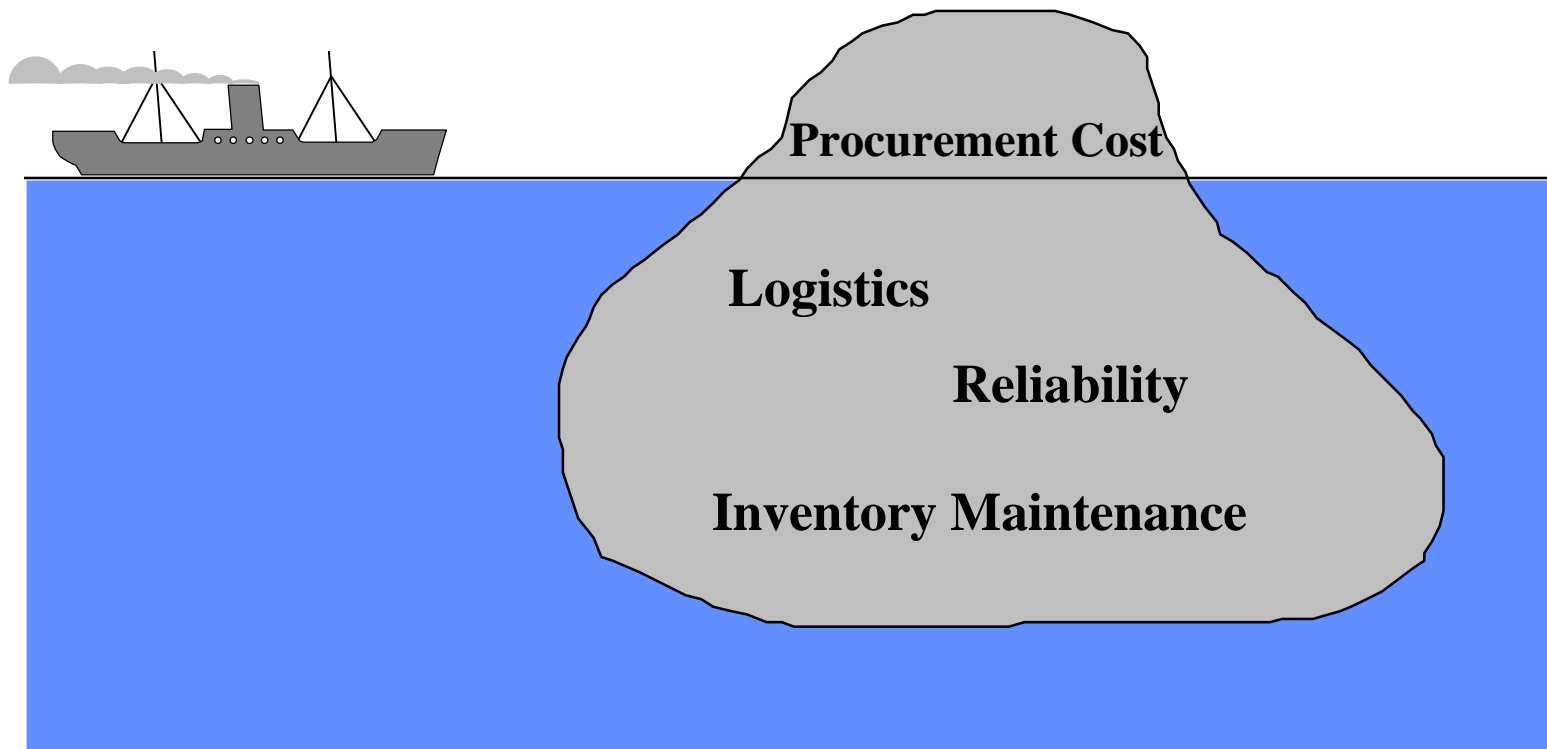 Procurement Cost
Logistics
Reliability
Inventory Maintenance